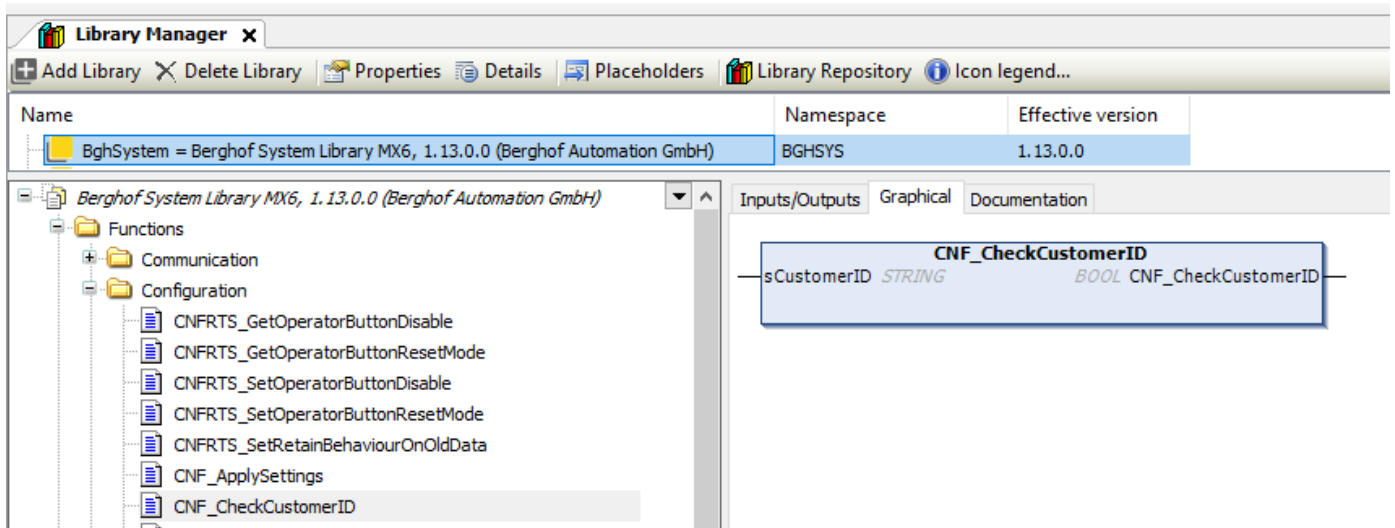 Library Manager x
Add Library Delete Library Properties Details Placeholders Library Repository Icon legend...
Name Namespace Effective version
BghSystem = Berghof System Library MX6, 1.13.0.0 (Berghof Automation GmbH) BGHSYS 1.13.0.0
Berghof System Library MX6, 1.13.0.0 (Berghof Automation GmbH)
Functions
Communication
Configuration
CNFRTS_GetOperatorButtonDisable
CNFRTS_GetOperatorButtonResetMode
CNFRTS_SetOperatorButtonDisable
CNFRTS_SetOperatorButtonResetMode
CNFRTS_SetRetainBehaviourOnOldData
CNF_ApplySettings
CNF_CheckCustomerID
Inputs/Outputs Graphical Documentation
CNF_CheckCustomerID
sCustomerID STRING BOOL CNF_CheckCustomerID